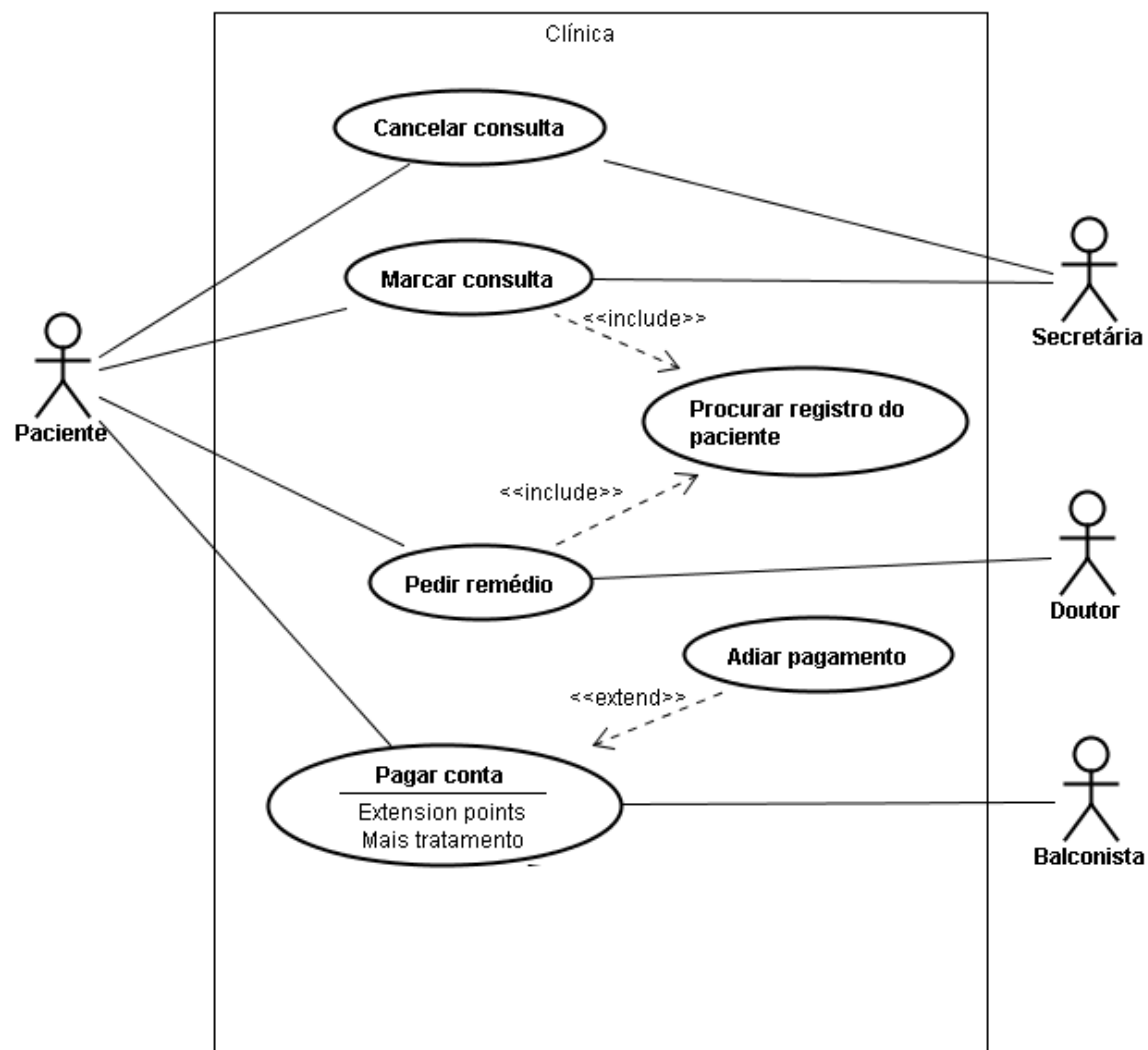 Clínica
Cancelar consulta
Marcar consulta
<<include>>
Secretária
Paciente
Procurar registro do
paciente
<<include>>
Pedir remédio
Doutor
Adiar pagamento
<<extend>>
Pagar conta
Extension points
Mais tratamento
Balconista